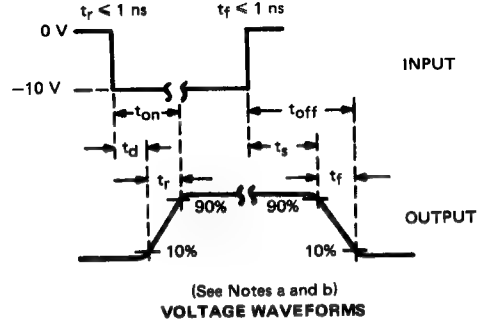 tr ≤ 1 ns
tf ≤ 1 ns
0 V
INPUT
−10 V
ton
toff
td
ts
tr
tf
90%
90%
OUTPUT
10%
10%
(See Notes a and b)
VOLTAGE WAVEFORMS